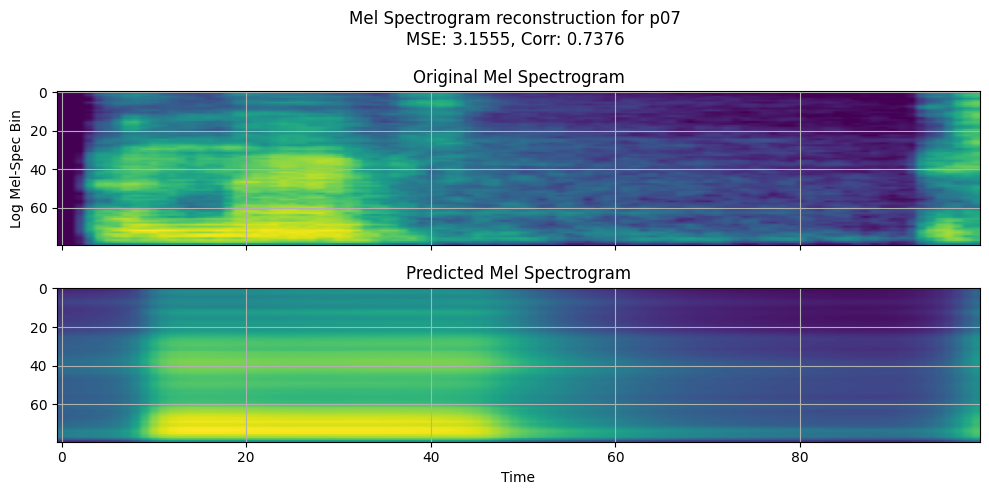 Mel Spectrogram reconstruction for p07
MSE: 3.1555, Corr: 0.7376
Original Mel Spectrogram
Log Mel-Spec Bin
0
20
40
60
Predicted Mel Spectrogram
0
20
40
60
0 20 40 60 80
Time